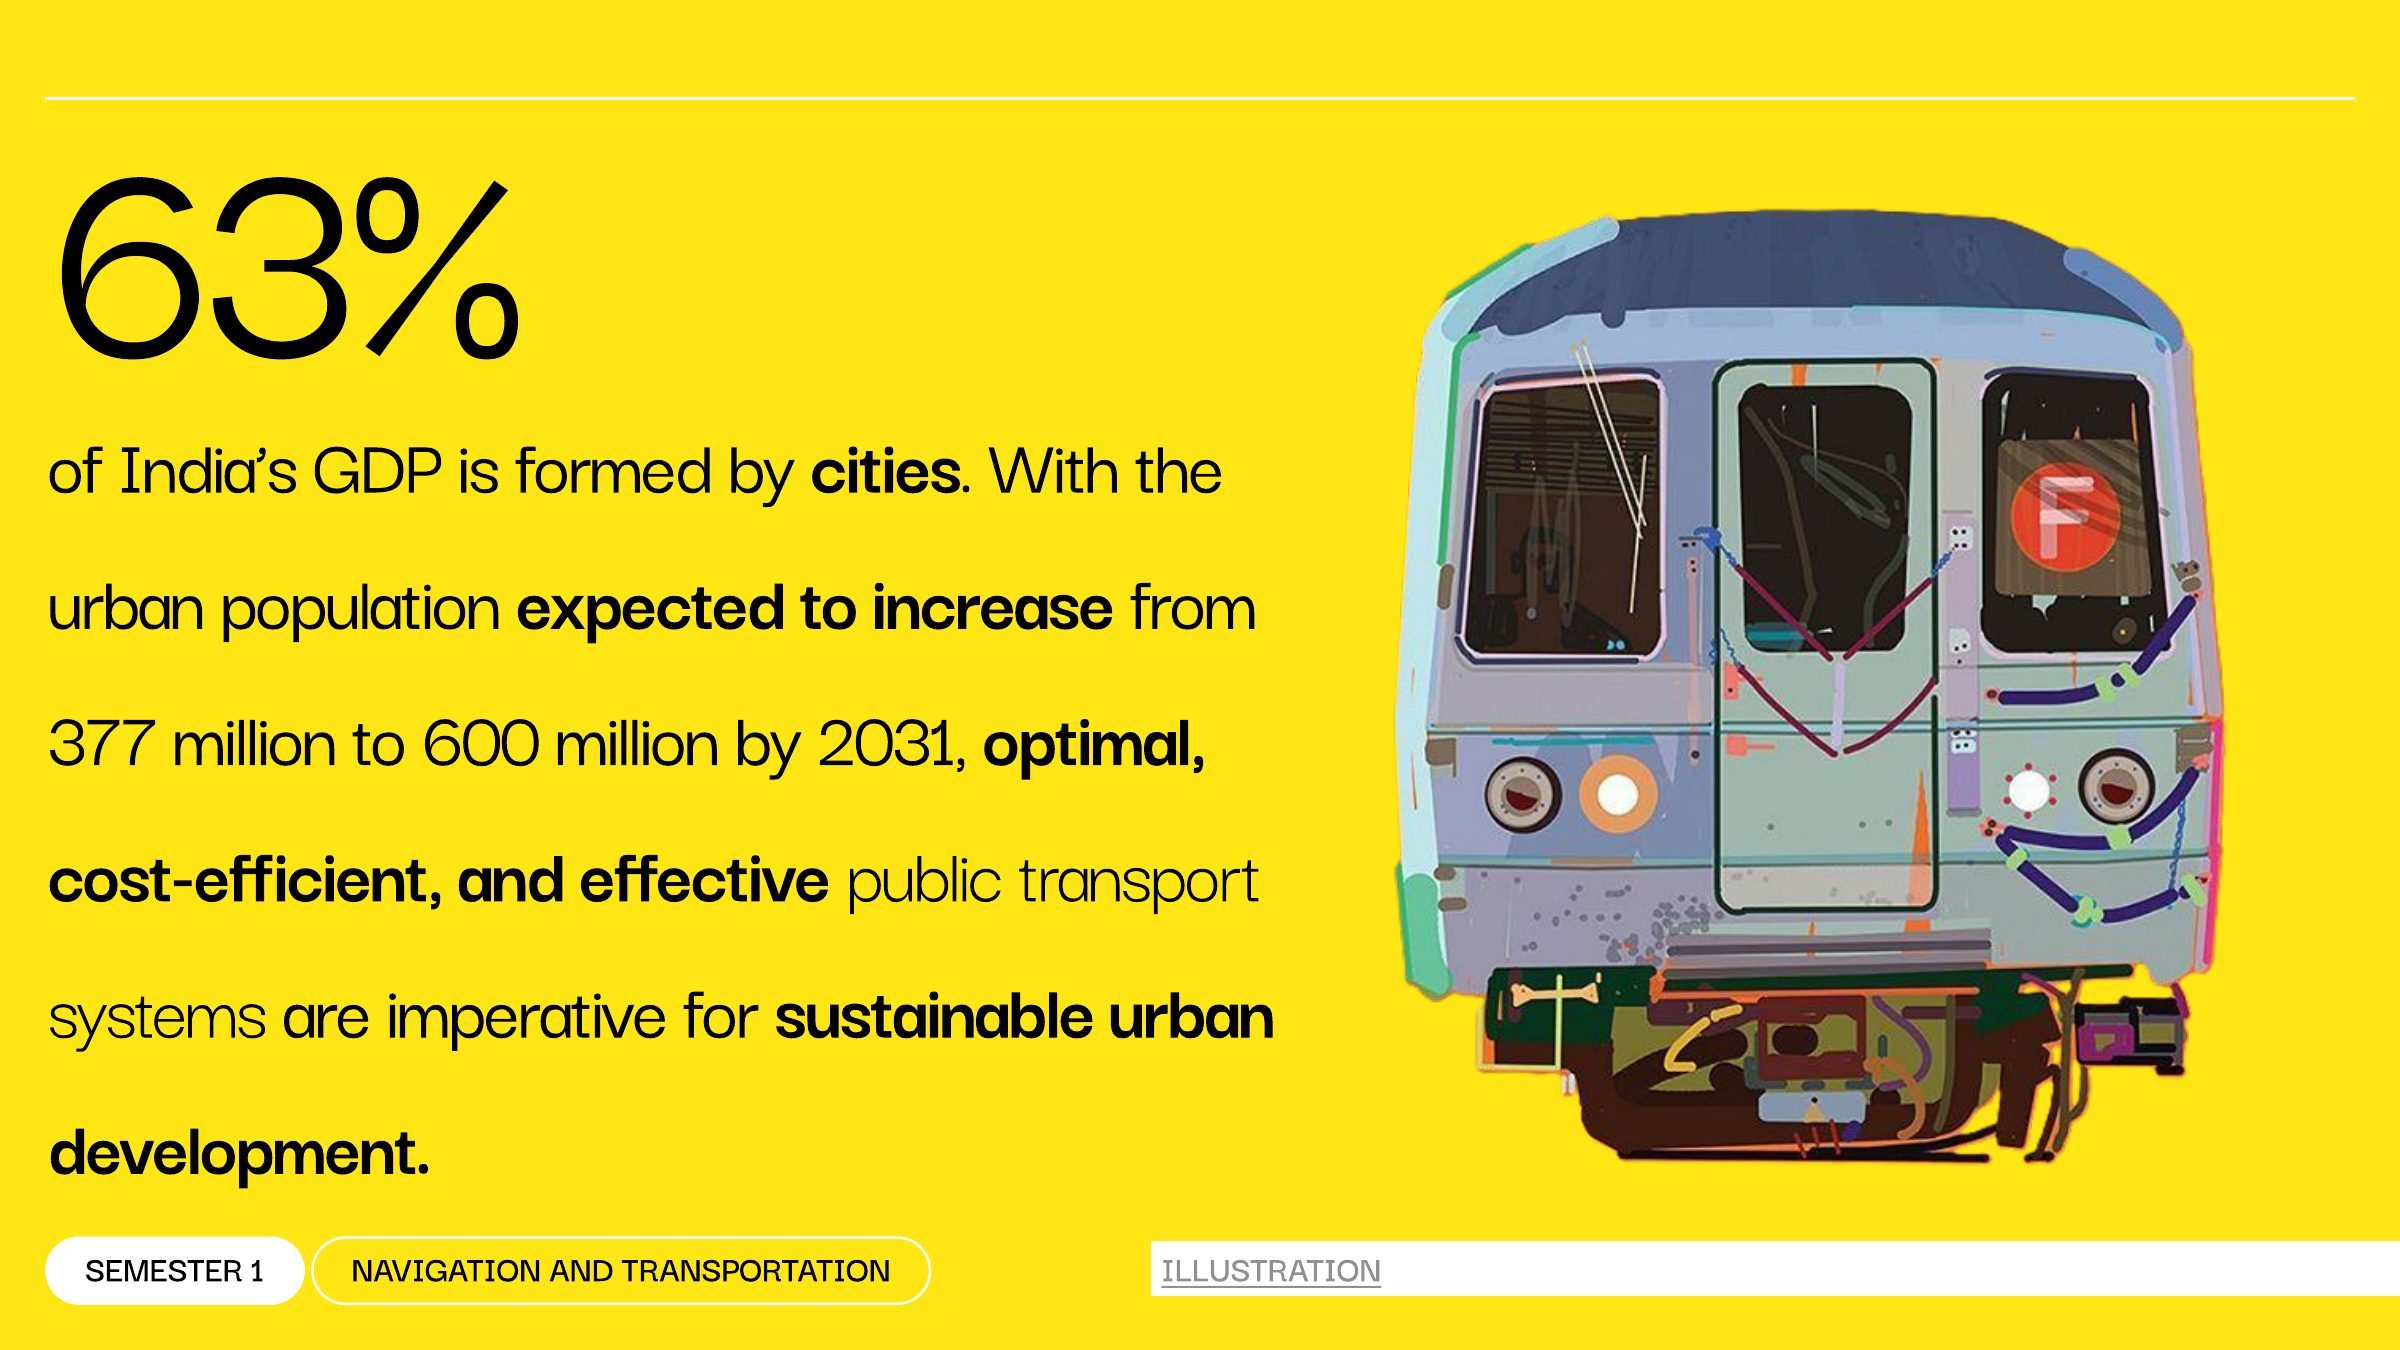 63%
of India’s GDP is formed by cities. With the
urban population expected to increase from
377 million to 600 million by 2031, optimal,
cost-efficient, and effective public transport
systems are imperative for sustainable urban
development.
F
SEMESTER 1
NAVIGATION AND TRANSPORTATION
ILLUSTRATION